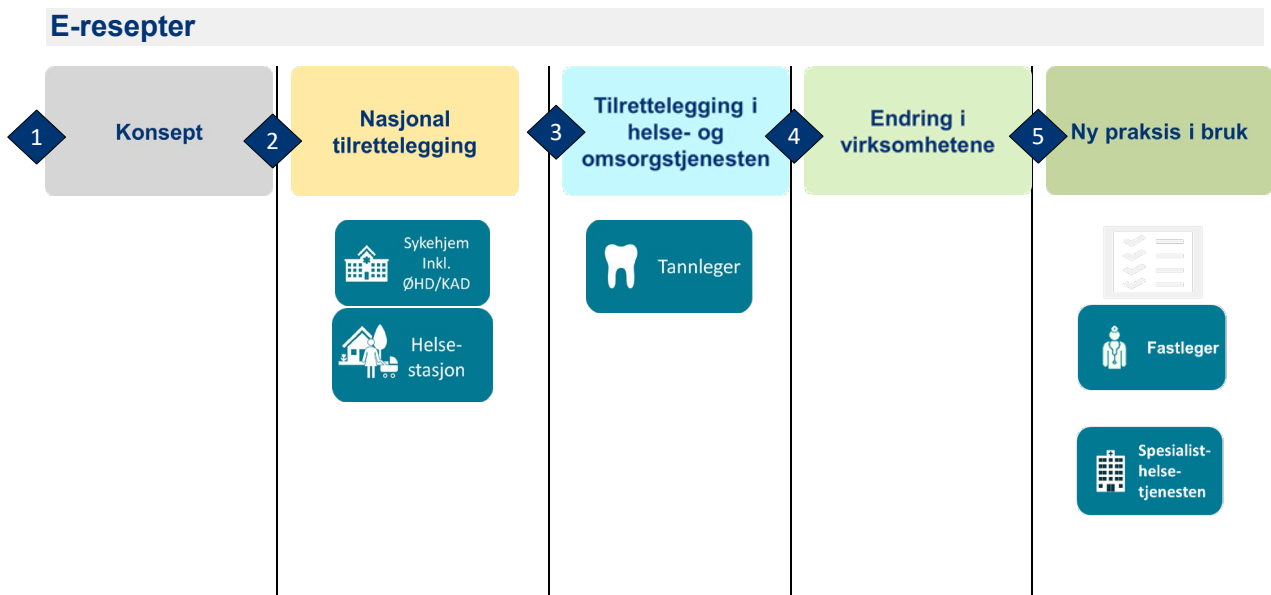 E-resepter
1
Konsept
2
Nasjonal
tilrettelegging
3
Tilrettelegging i
helse- og
omsorgstjenesten
4
Endring i
virksomhetene
5
Ny praksis i bruk
Sykehjem
Inkl.
ØHD/KAD
Helse-
stasjon
Tannleger
Fastleger
Spesialist-
helse-
tjenesten